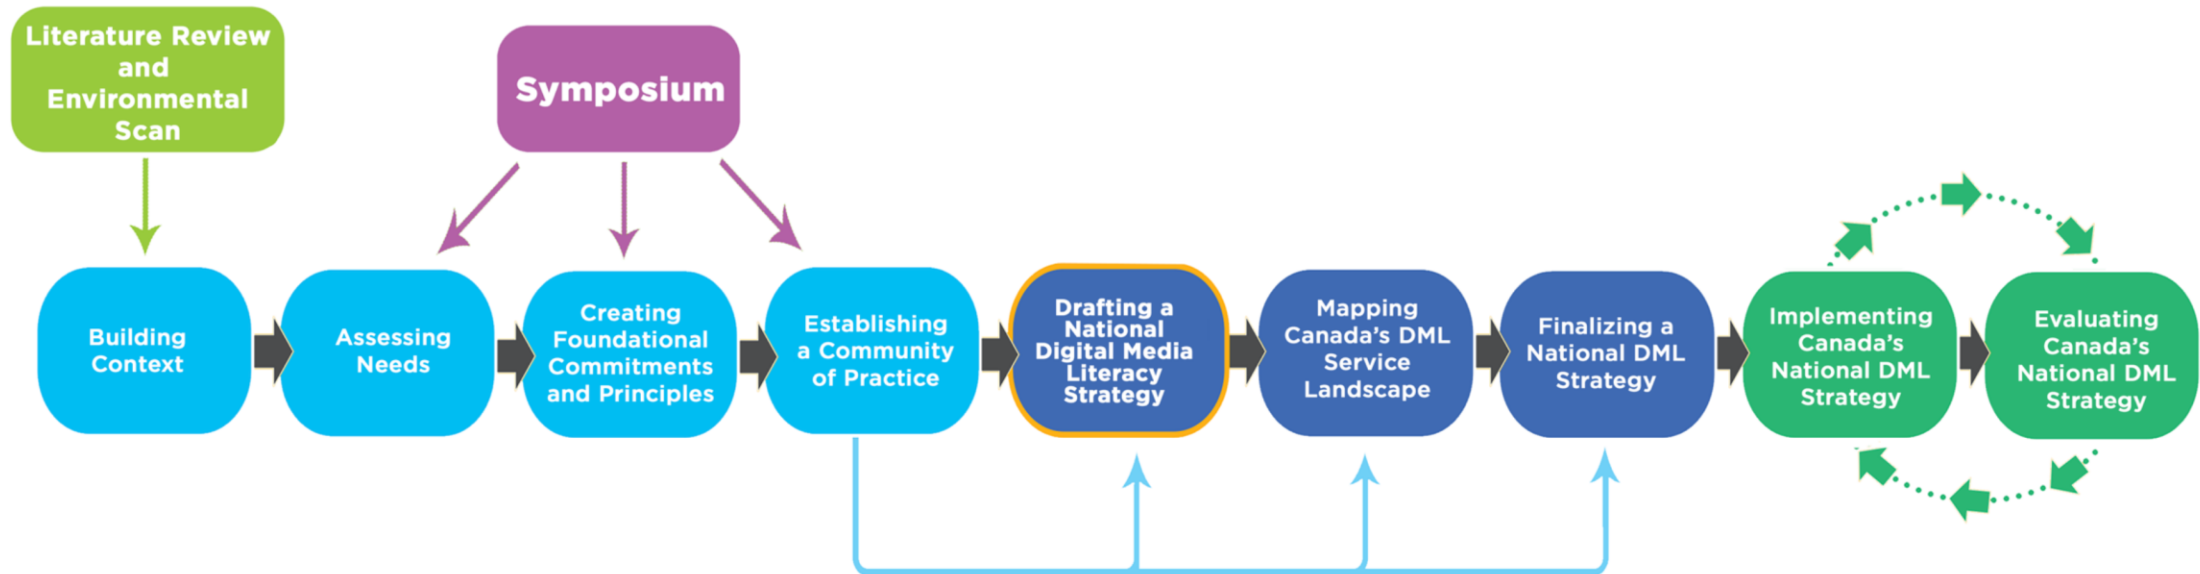 Literature Review
and
Environmental
Scan
Symposium
Building
Context
Assessing
Needs
Creating
Foundational
Commitments
and Principles
Establishing
a Community
of Practice
Drafting a
National
Digital Media
Literacy
Strategy
Mapping
Canada’s DML
Service
Landscape
Finalizing a
National DML
Strategy
Implementing
Canada’s
National DML
Strategy
Evaluating
Canada’s
National DML
Strategy